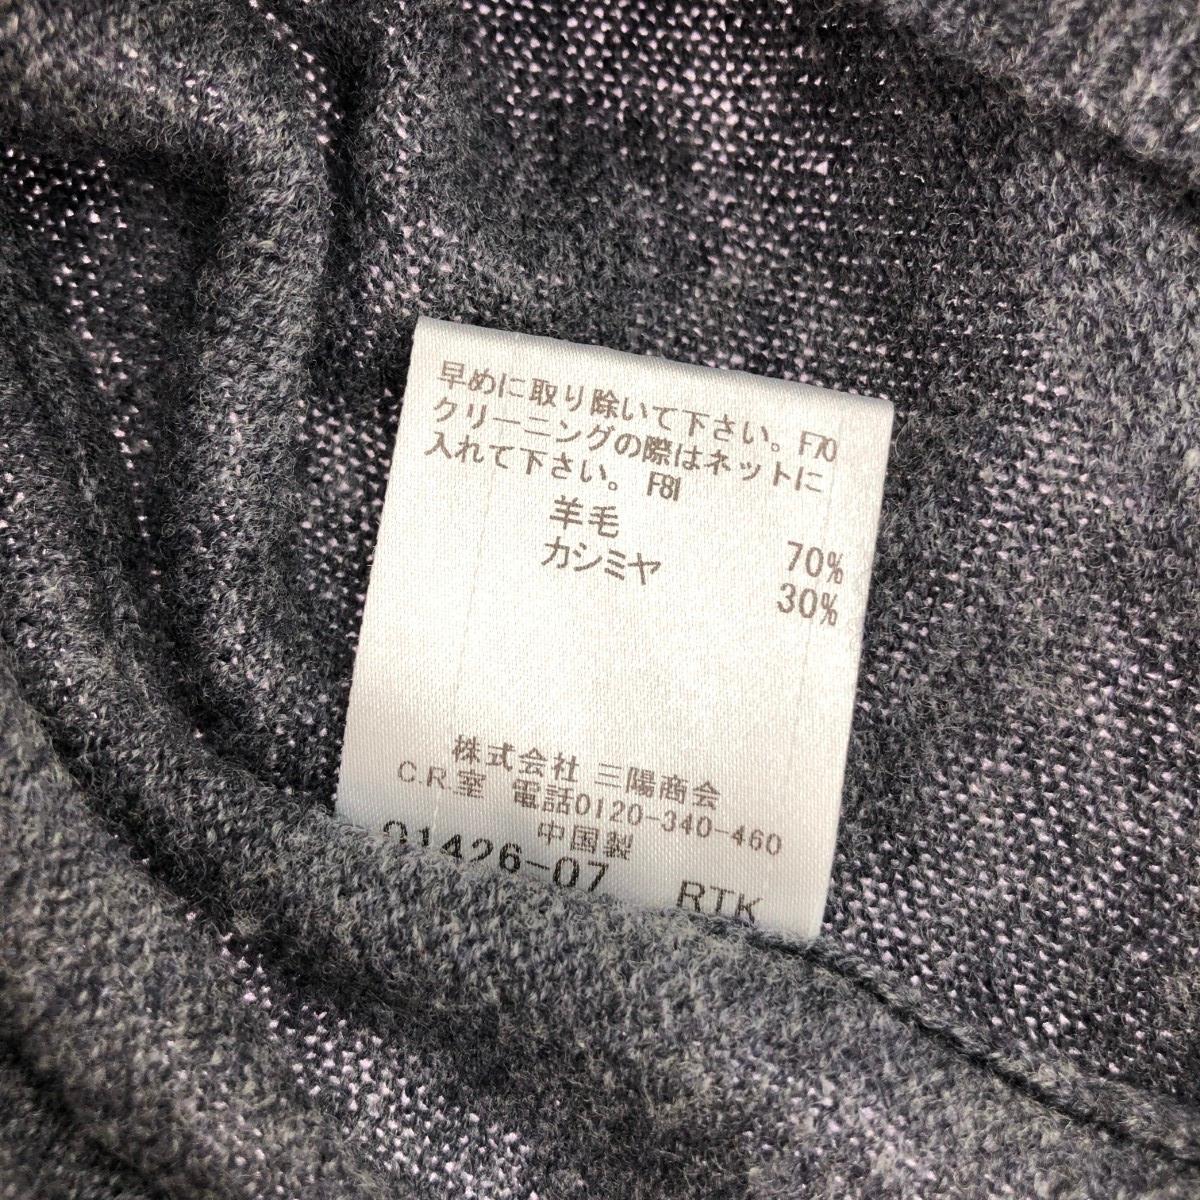 早めに取り除いて下さい。F70
クリーニングの際はネットに
入れて下さい。F81
羊毛 70%
カシミヤ 30%
株式会社 三陽商会
C.R.室 電話0120-340-460
中国製
01426-07 RTK